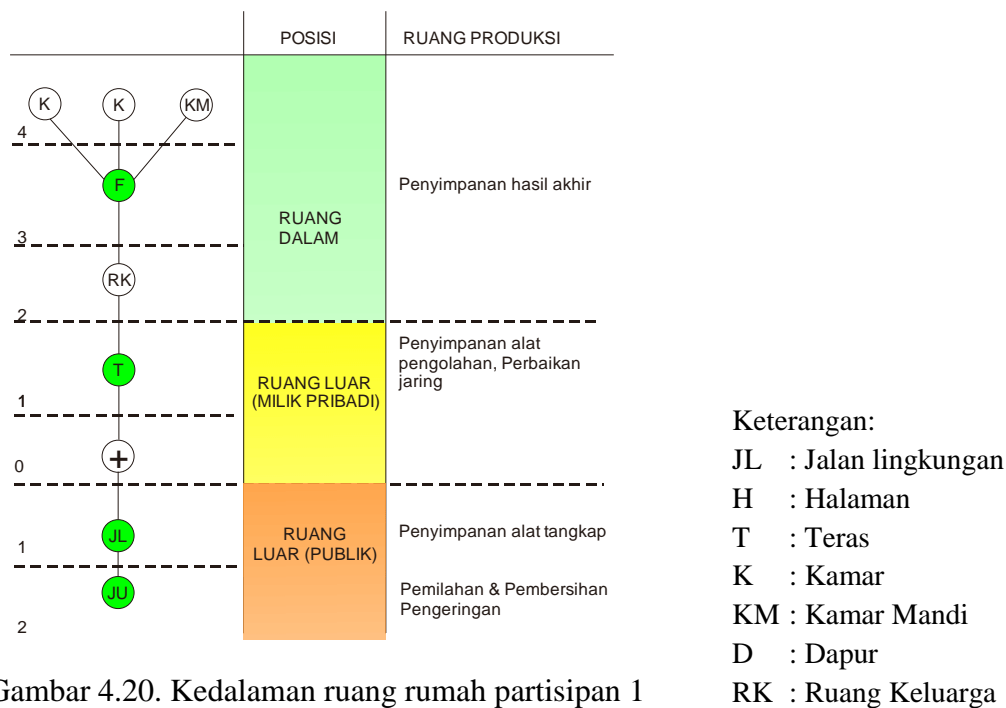 POSISI
RUANG PRODUKSI
K
K
KM
4
F
Penyimpanan hasil akhir
RUANG
DALAM
3
RK
2
Penyimpanan alat
pengolahan, Perbaikan
jaring
T
RUANG LUAR
(MILIK PRIBADI)
1
+
0
JL
RUANG
LUAR (PUBLIK)
Penyimpanan alat tangkap
1
JU
Pemilahan & Pembersihan
Pengeringan
2
Keterangan:
JL : Jalan lingkungan
H : Halaman
T : Teras
K : Kamar
KM : Kamar Mandi
D : Dapur
RK : Ruang Keluarga
Gambar 4.20. Kedalaman ruang rumah partisipan 1